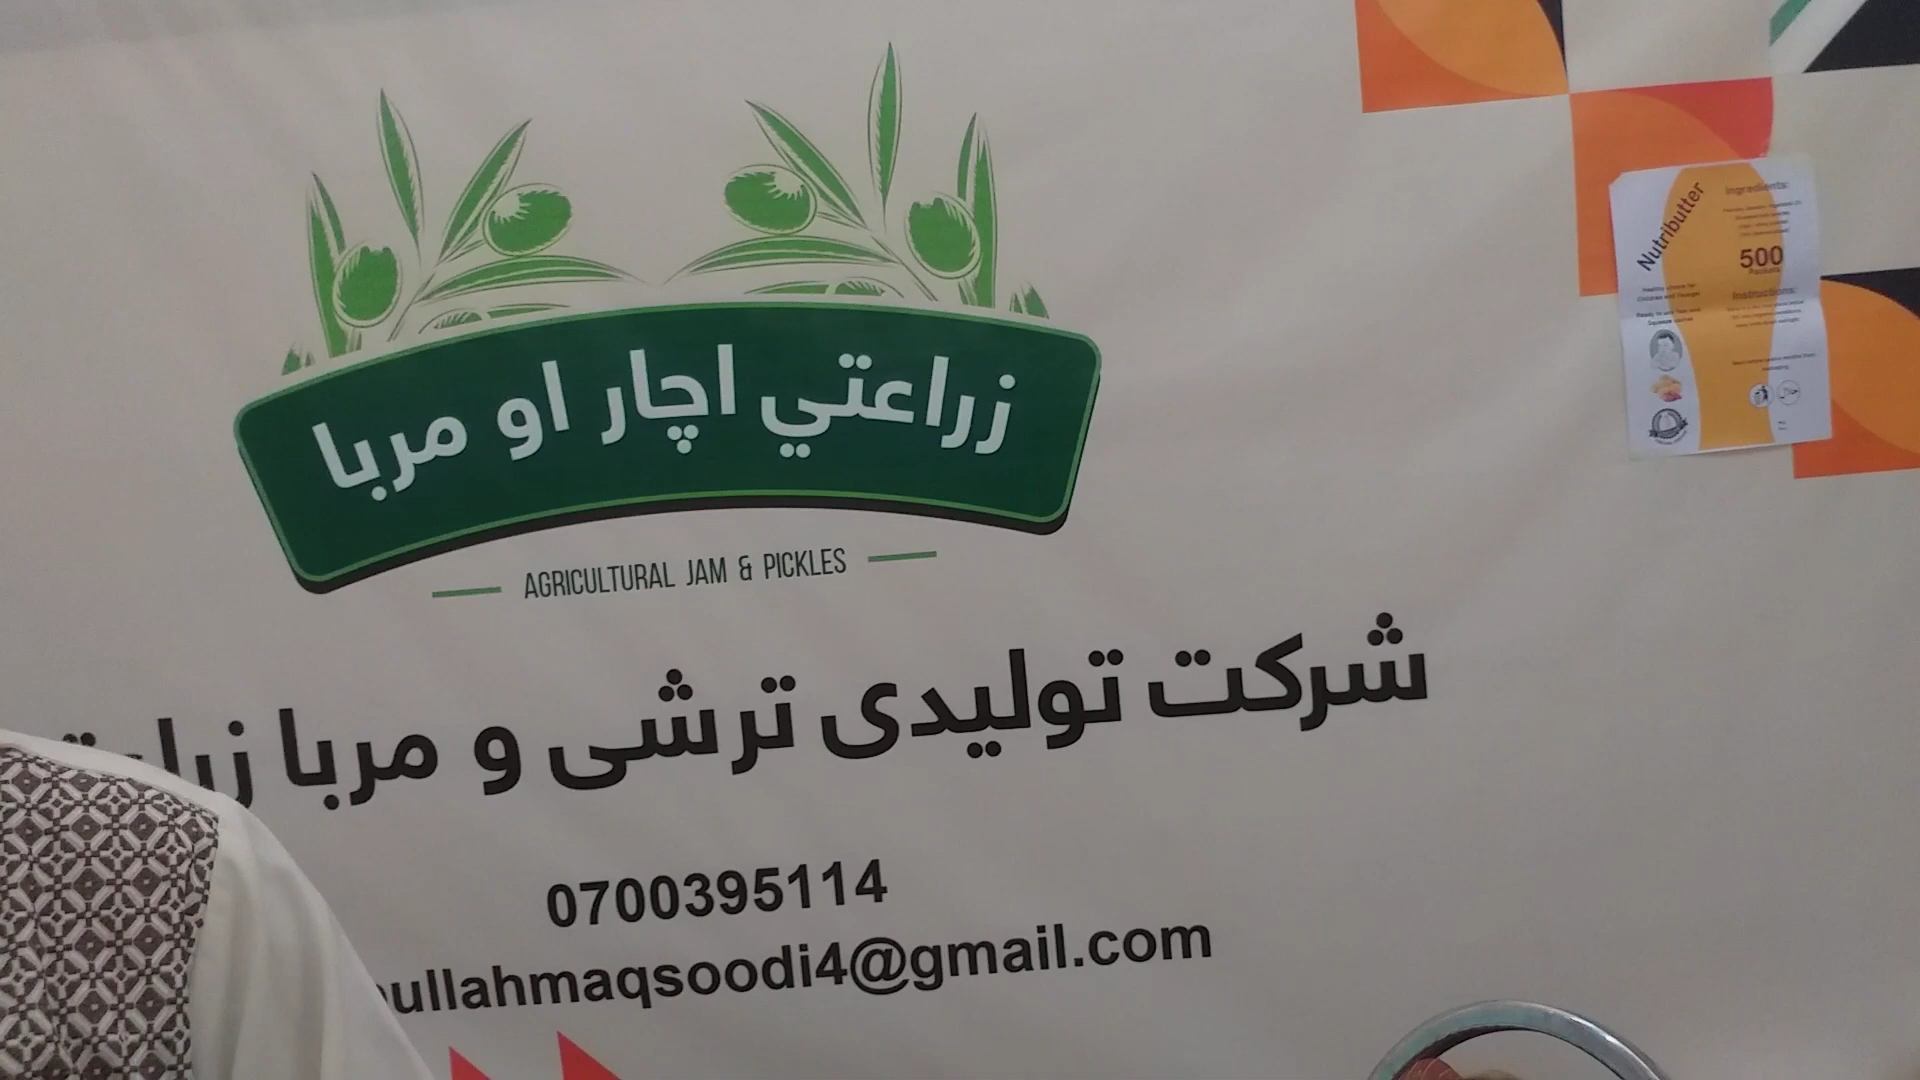 زراعتي اچار او مربا
AGRICULTURAL JAM & PICKLES
شرکت تولیدی ترشی و مربا
0700395114
ullahmaqsoodi4@gmail.com
Nutributter
Ingredients:
500
Packets
Instructions: